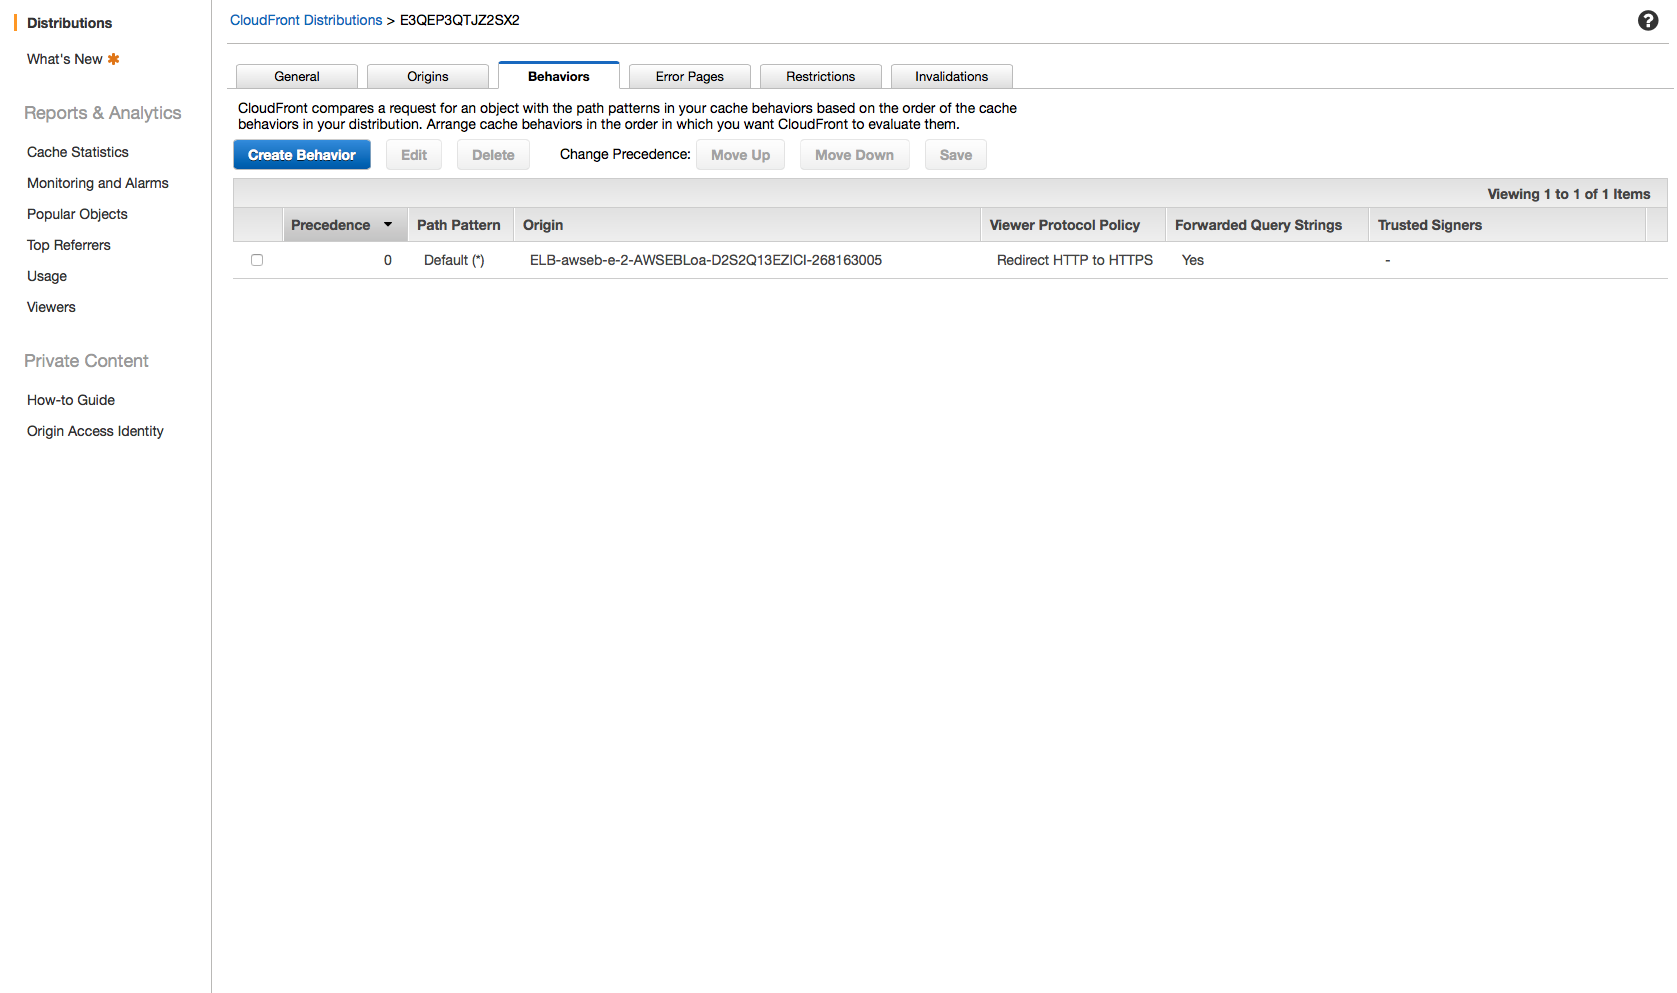 Distributions
What's New
Reports & Analytics
Cache Statistics
Monitoring and Alarms
Popular Objects
Top Referrers
Usage
Viewers
Private Content
How-to Guide
Origin Access Identity
CloudFront Distributions > E3QEP3QTJZ2SX2
General Origins Behaviors Error Pages Restrictions Invalidations
CloudFront compares a request for an object with the path patterns in your cache behaviors based on the order of the cache
behaviors in your distribution. Arrange cache behaviors in the order in which you want CloudFront to evaluate them.
Create Behavior Edit Delete Change Precedence: Move Up Move Down Save
Viewing 1 to 1 of 1 Items
Precedence Path Pattern Origin Viewer Protocol Policy Forwarded Query Strings Trusted Signers
0 Default (*) ELB-awseb-e-2-AWSEBLoa-D2S2Q13EZICI-268163005 Redirect HTTP to HTTPS Yes -